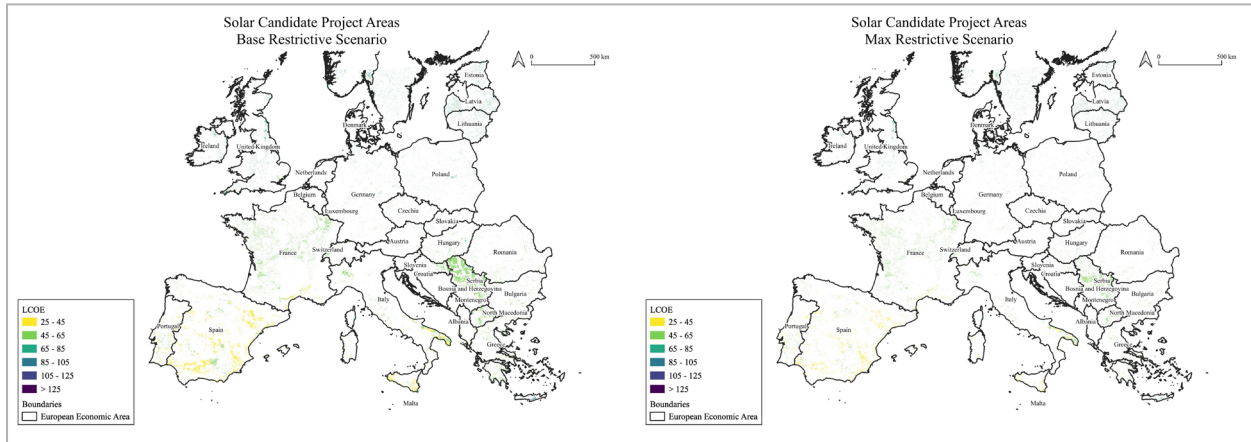 Solar Candidate Project Areas
Base Restrictive Scenario
0
500 km
Estonia
Latvia
Lithuania
Denmark
Ireland
United Kingdom
Netherlands
Poland
Belgium
Germany
Luxembourg
Czechia
Slovakia
France
Switzerland
Austria
Hungary
Romania
Slovenia
Croatia
Serbia
Bosnia and Herzegovina
Italy
Montenegro
Bulgaria
North Macedonia
Albania
Portugal
Spain
Greece
Malta
LCOE
25 - 45
45 - 65
65 - 85
85 - 105
105 - 125
> 125
Boundaries
European Economic Area
Solar Candidate Project Areas
Max Restrictive Scenario
0
500 km
Estonia
Latvia
Lithuania
Denmark
Ireland
United Kingdom
Netherlands
Poland
Belgium
Germany
Luxembourg
Czechia
Slovakia
France
Switzerland
Austria
Hungary
Romania
Slovenia
Croatia
Serbia
Bosnia and Herzegovina
Italy
Montenegro
Bulgaria
North Macedonia
Albania
Portugal
Spain
Greece
Malta
LCOE
25 - 45
45 - 65
65 - 85
85 - 105
105 - 125
> 125
Boundaries
European Economic Area